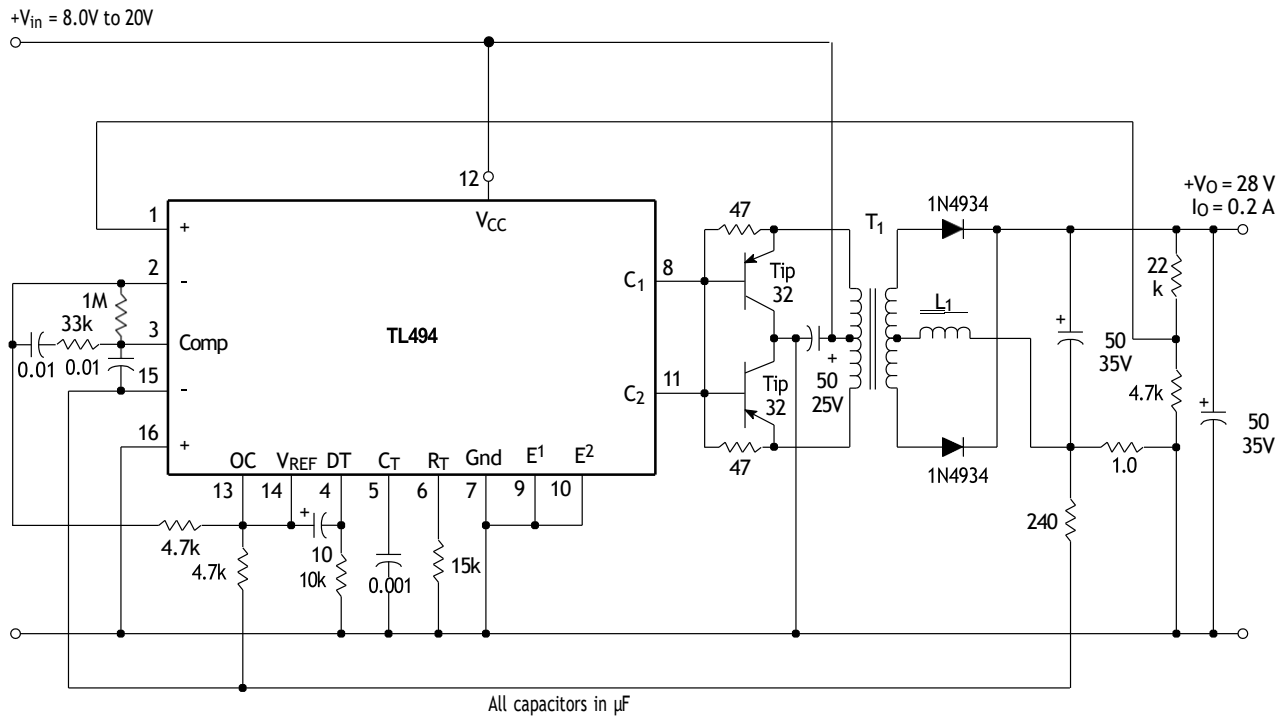 +Vin = 8.0V to 20V
+VO = 28 V
IO = 0.2 A
12
VCC
1
+
2
-
1M
33k
3
Comp
0.01
0.01
15
-
16
+
TL494
C1
8
C2
11
47
Tip
32
Tip
32
47
+
50
25V
T1
1N4934
L1
1N4934
+
50
35V
22
k
4.7k
+
50
35V
1.0
240
OC
VREF
DT
CT
RT
Gnd
E1
E2
13
14
4
5
6
7
9
10
+
4.7k
4.7k
10
10k
0.001
15k
All capacitors in µF